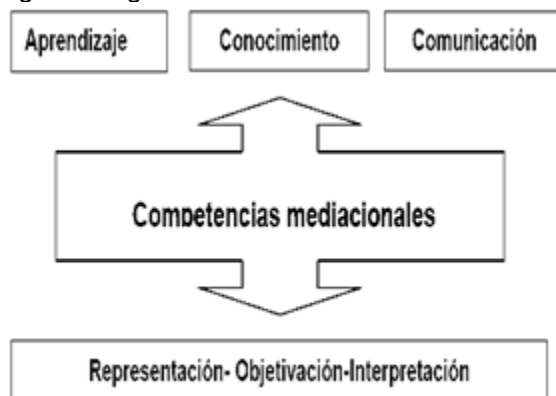 Aprendizaje
Conocimiento
Comunicación
Competencias mediacionales
Representación- Objetivación-Interpretación